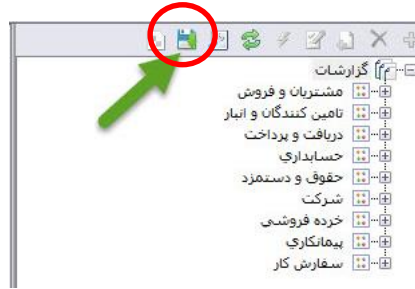 گزارشات
مشتریان و فروش
تامین کنندگان و انبار
دریافت و پرداخت
حسابداري
حقوق و دستمزد
شرکت
خرده فروشی
پیمانکاري
سفارش کار